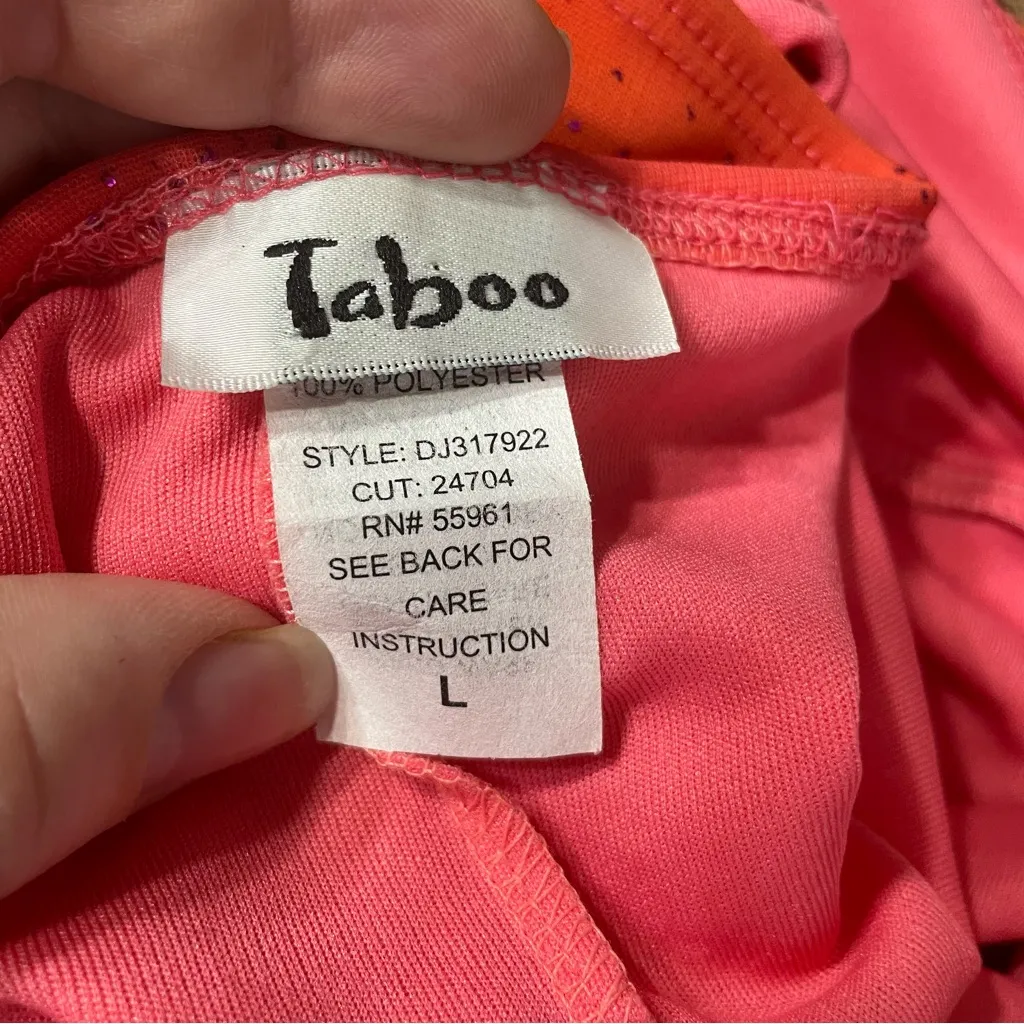 Taboo
100% POLYESTER
STYLE: DJ317922
CUT: 24704
RN# 55961
SEE BACK FOR
CARE
INSTRUCTION
L